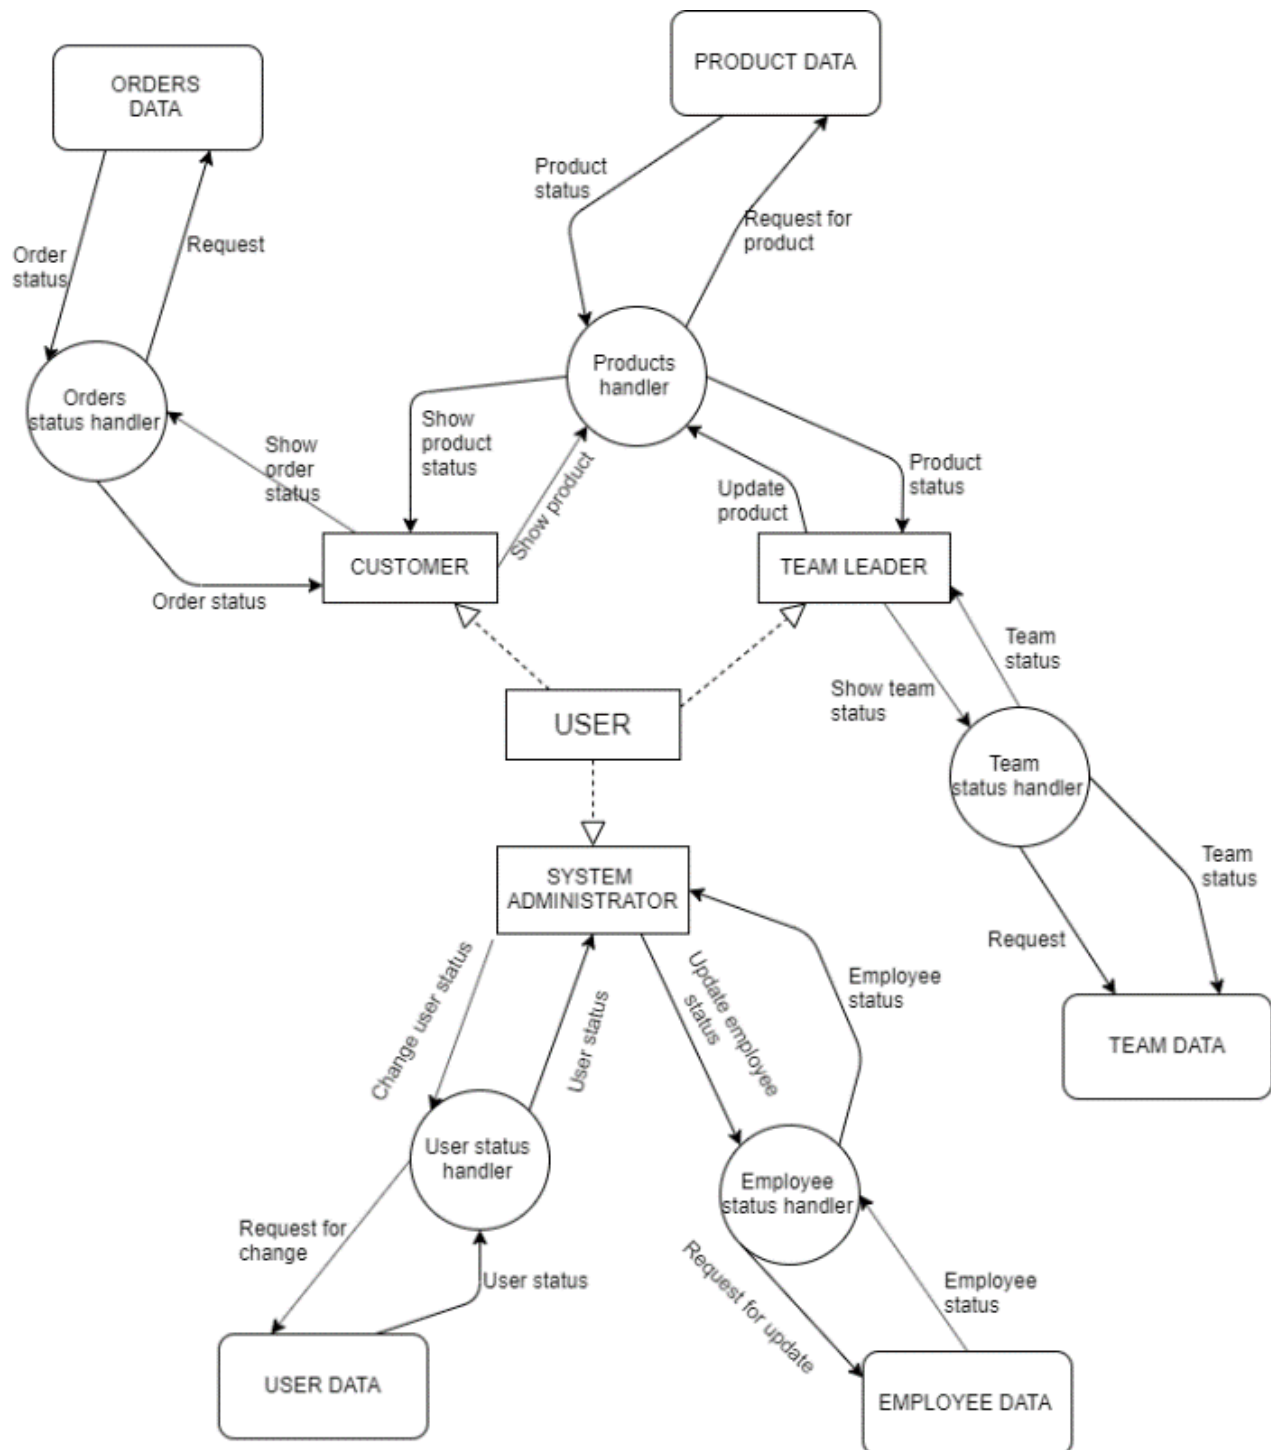 ORDERS
DATA
PRODUCT DATA
Product
status
Request for
product
Order
status
Request
Orders
status handler
Products
handler
Show
order
status
Show
product
status
Show product
Update
product
Product
status
Order status
CUSTOMER
TEAM LEADER
USER
Team
status
Show team
status
Team
status handler
Team
status
Request
TEAM DATA
SYSTEM
ADMINISTRATOR
Change user status
User status
Update employee
status
Employee
status
User status
handler
Employee
status handler
Request for
change
User status
Request for update
Employee
status
USER DATA
EMPLOYEE DATA